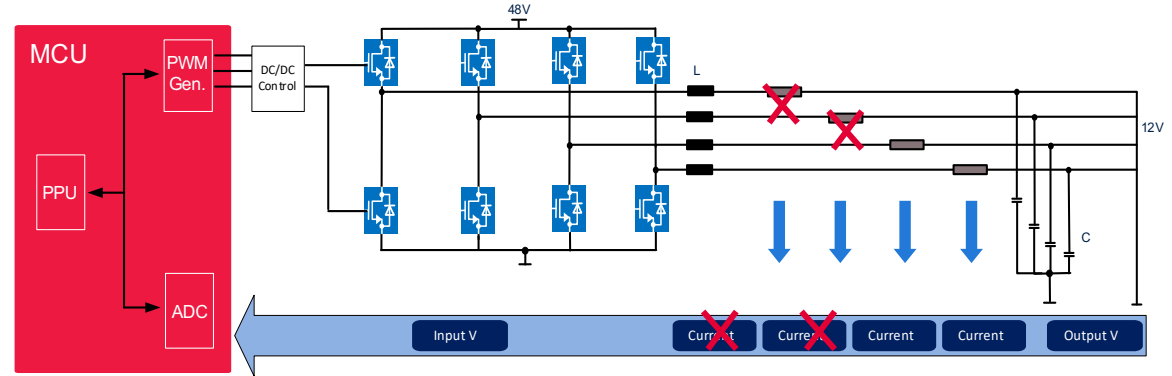 48V
MCU
PWM
Gen.
DC/DC
Control
L
12V
PPU
C
ADC
Input V
Current
Current
Current
Current
Output V